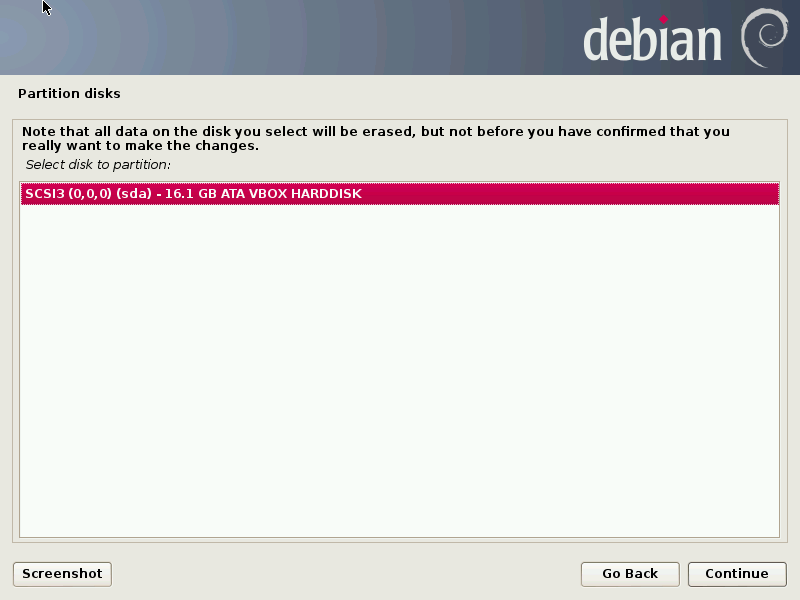 debian
Partition disks
Note that all data on the disk you select will be erased, but not before you have confirmed that you
really want to make the changes.
Select disk to partition:
SCSI3 (0,0,0) (sda) - 16.1 GB ATA VBOX HARDDISK
Screenshot
Go Back
Continue